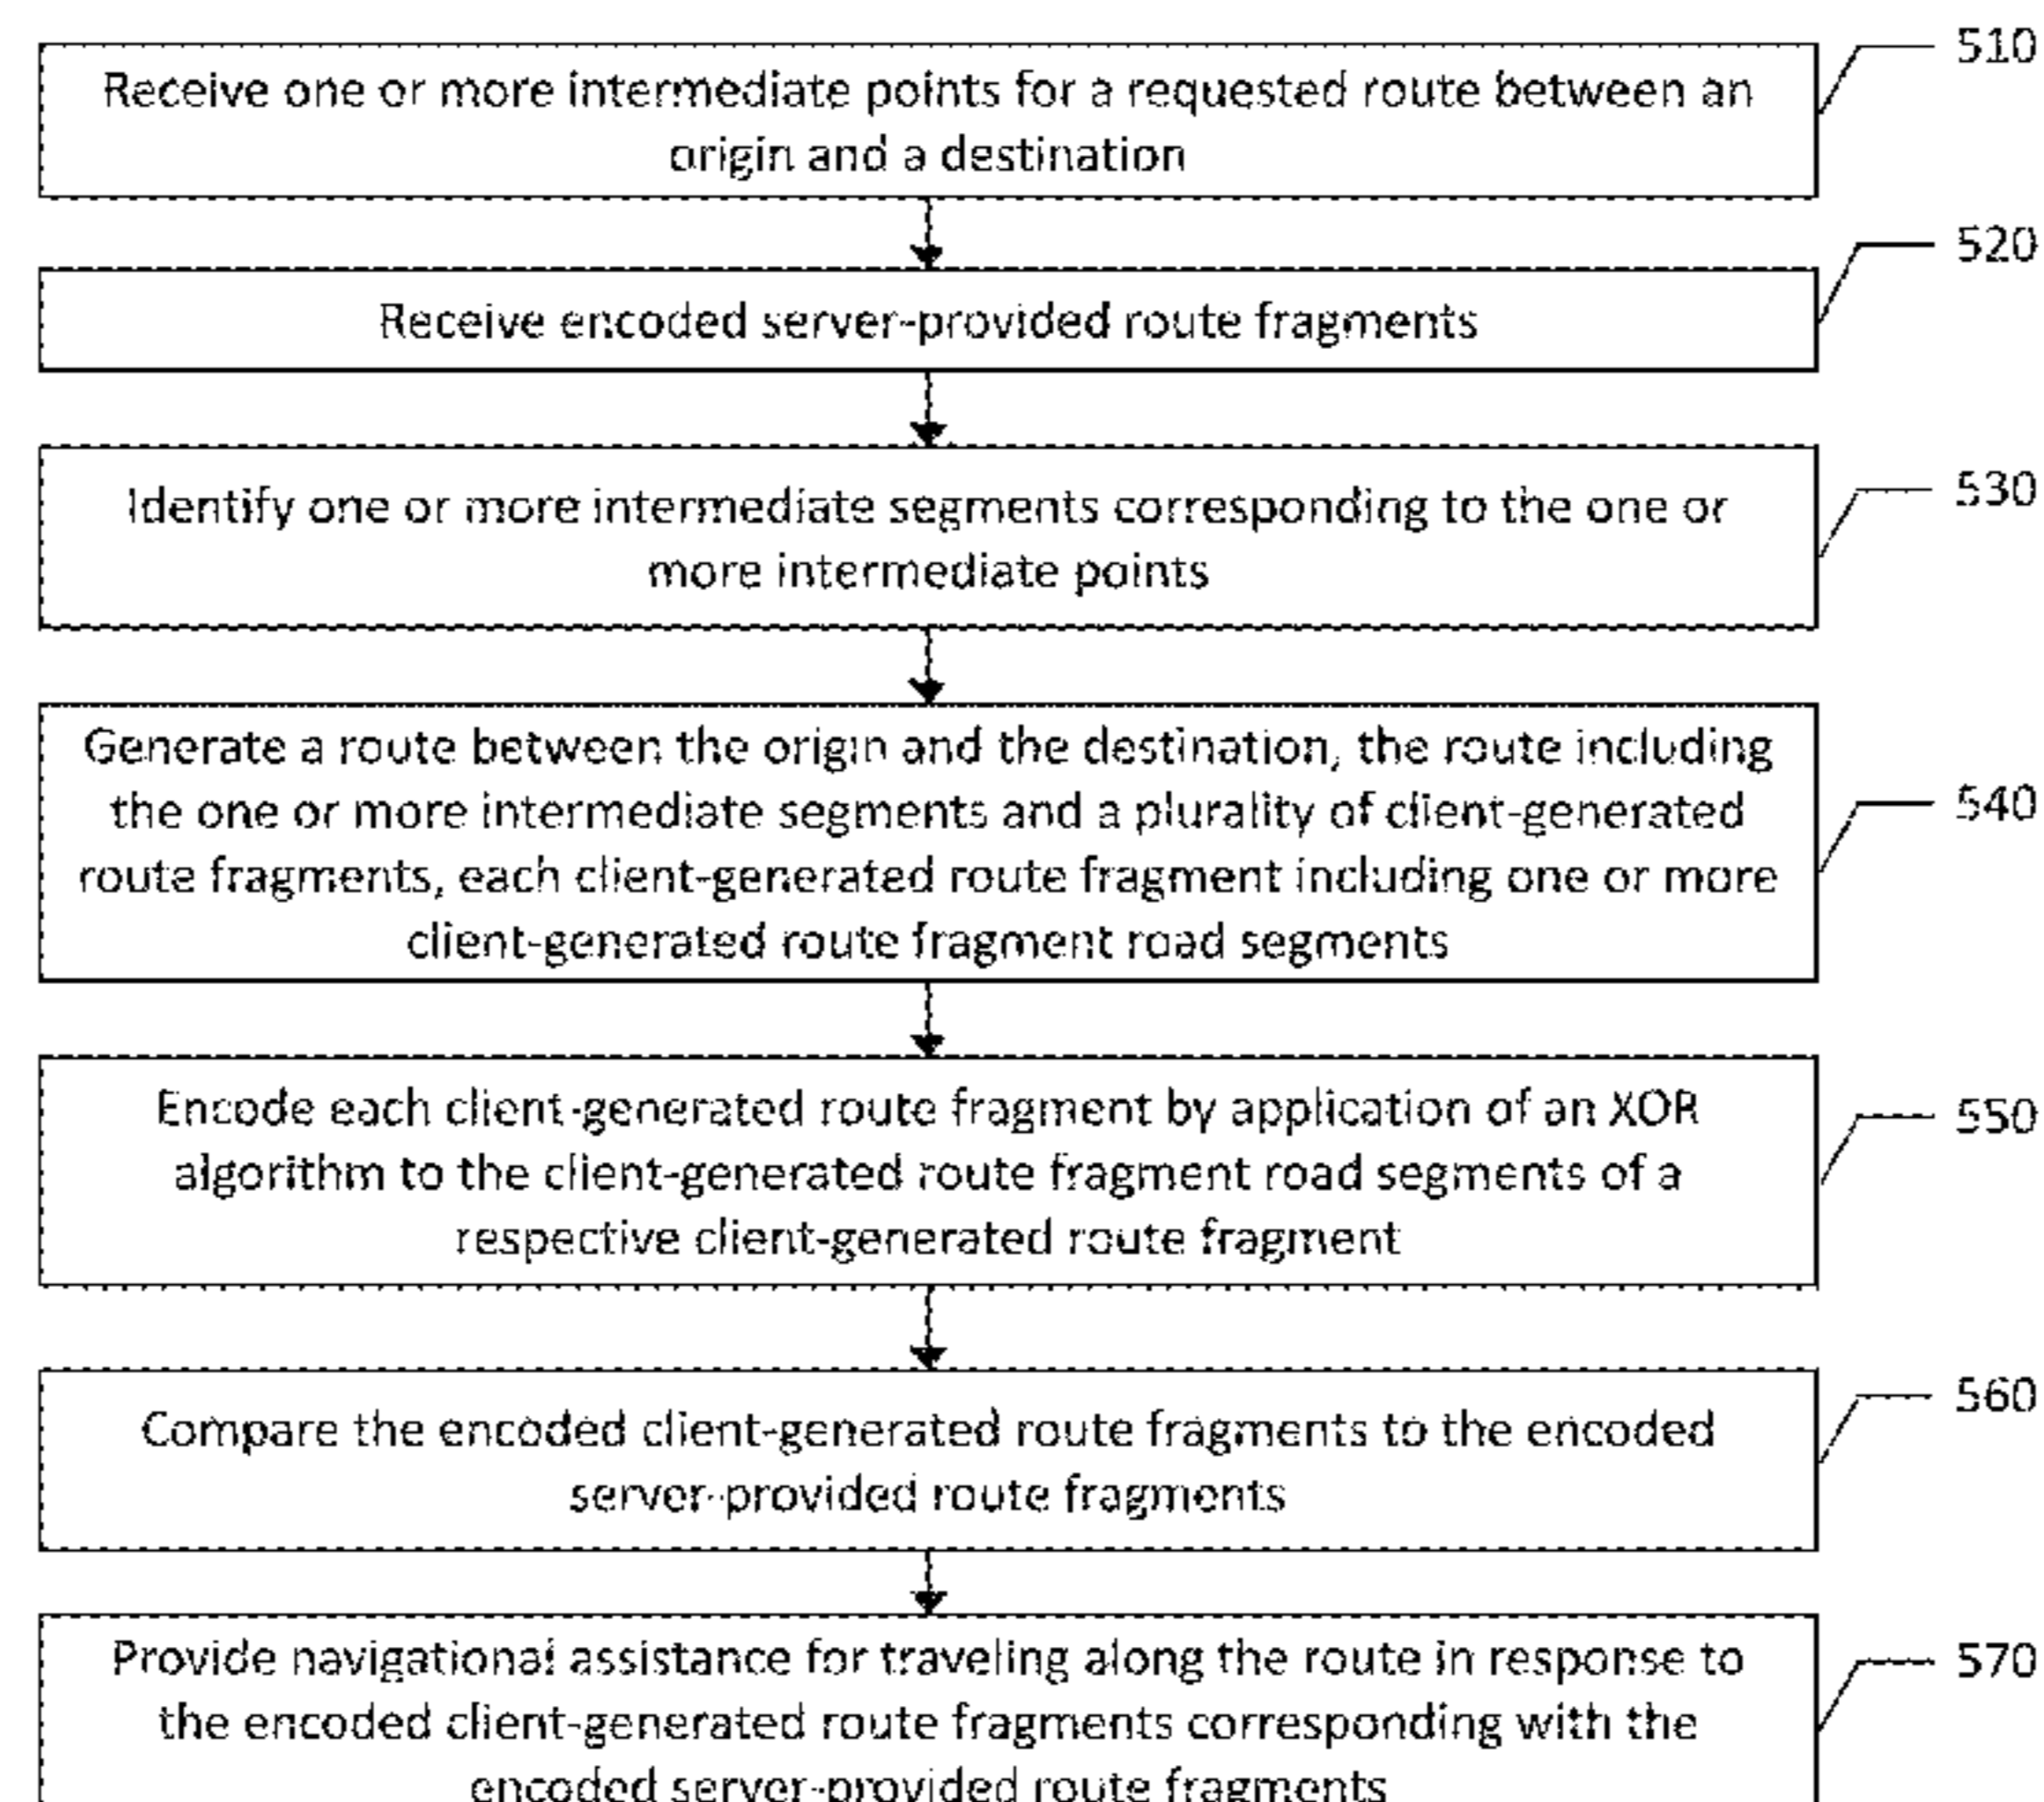 510
Receive one or more intermediate points for a requested route between an
origin and a destination
520
Receive encoded server-provided route fragments
530
Identify one or more intermediate segments corresponding to the one or
more intermediate points
540
Generate a route between the origin and the destination, the route including
the one or more intermediate segments and a plurality of client-generated
route fragments, each client-generated route fragment including one or more
client-generated route fragment road segments
550
Encode each client-generated route fragment by application of an XOR
algorithm to the client-generated route fragment road segments of a
respective client-generated route fragment
560
Compare the encoded client-generated route fragments to the encoded
server-provided route fragments
570
Provide navigational assistance for traveling along the route in response to
the encoded client-generated route fragments corresponding with the
encoded server-provided route fragments